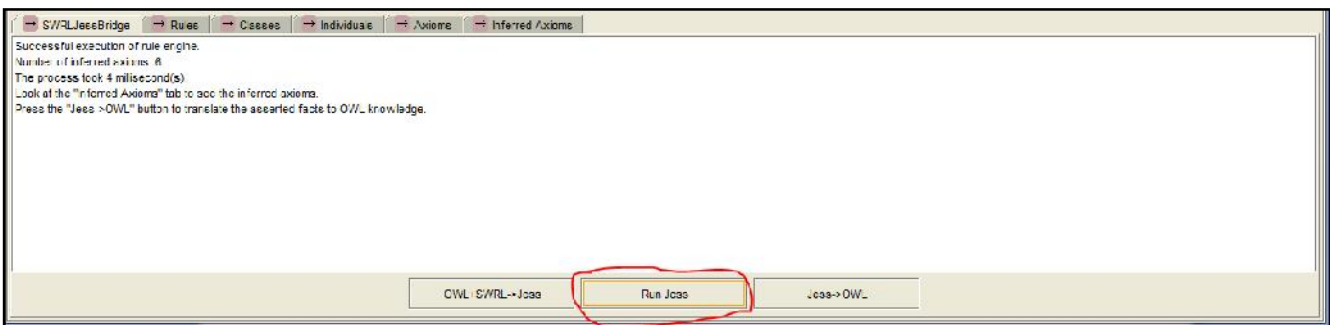 SWRLJessBridge Rules Classes Individuals Axioms Inferred Axioms
Successful execution of rule engine.
Number of inferred axioms: 6
The process took 4 millisecond(s).
Look at the "Inferred Axioms" tab to see the inferred axioms.
Press the "Jess->OWL" button to translate the asserted facts to OWL knowledge.
OWL+SWRL->Jess Run Jess Jess->OWL